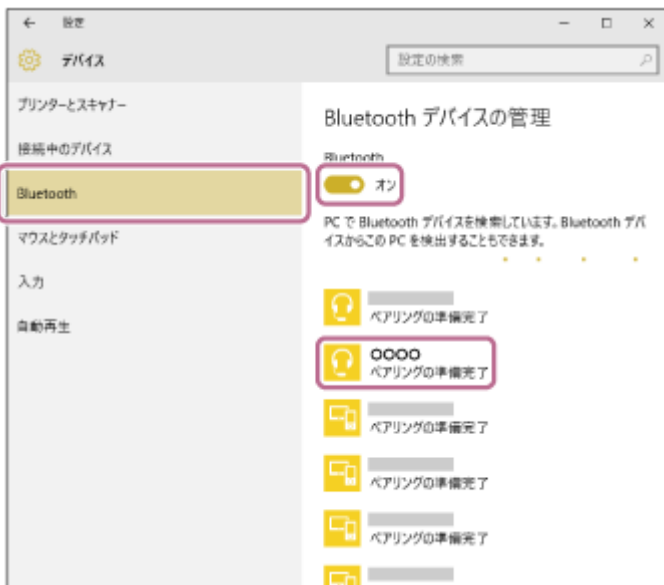 設定
デバイス
設定の検索
プリンターとスキャナー
接続中のデバイス
Bluetooth
マウスとタッチパッド
入力
自動再生
Bluetooth デバイスの管理
Bluetooth
オン
PC で Bluetooth デバイスを検索しています。Bluetooth デバ
イスからこの PC を検出することもできます。
ペアリングの準備完了
OOOO
ペアリングの準備完了
ペアリングの準備完了
ペアリングの準備完了
ペアリングの準備完了